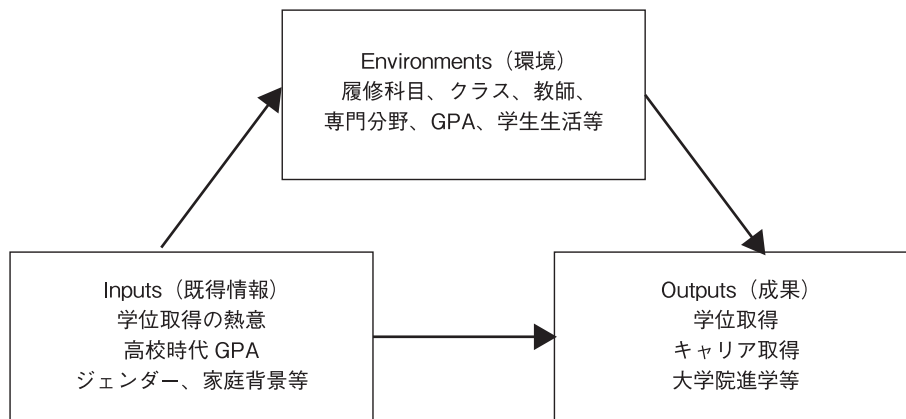 Environments（環境）
履修科目、クラス、教師、
専門分野、GPA、学生生活等
Inputs（既得情報）
学位取得の熱意
高校時代 GPA
ジェンダー、家庭背景等
Outputs（成果）
学位取得
キャリア取得
大学院進学等